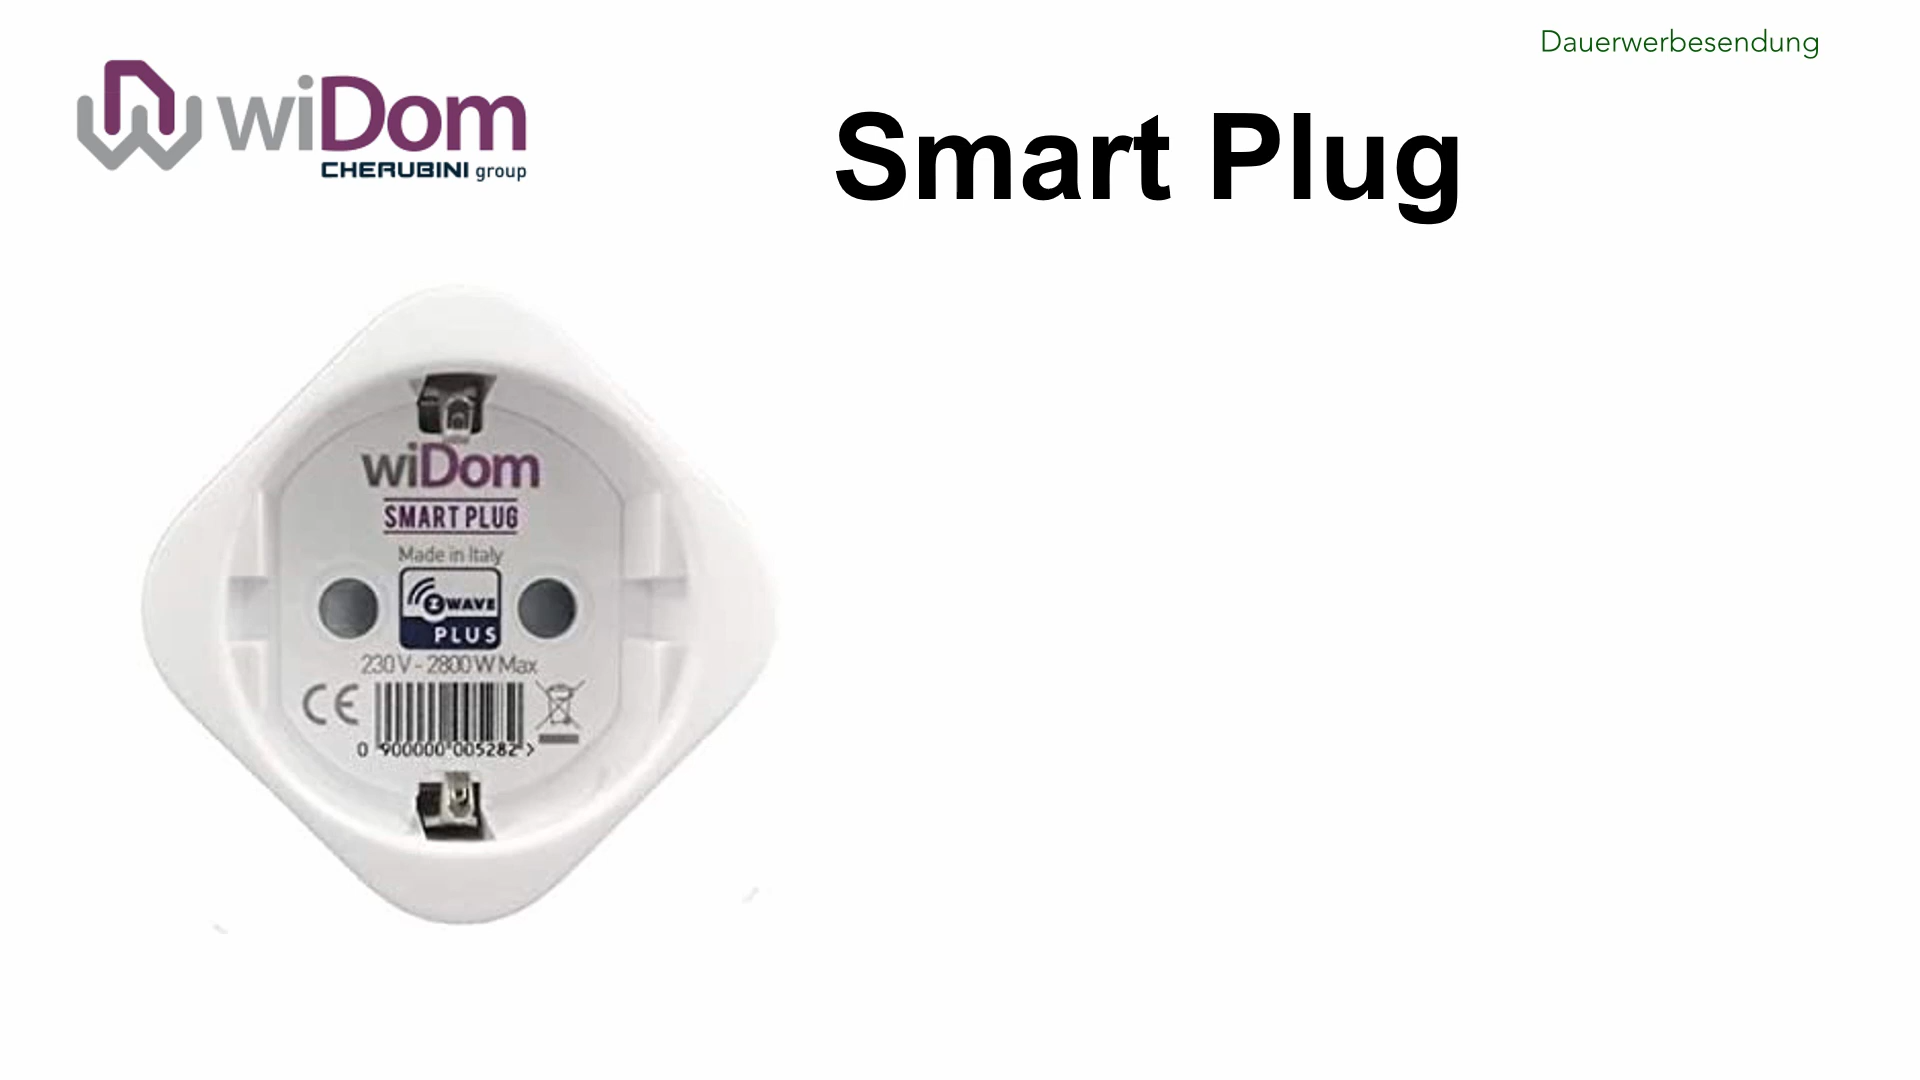 Dauerwerbesendung
wiDom
CHERUBINI group
Smart Plug
wiDom
SMART PLUG
Made in Italy
Z WAVE
PLUS
230 V - 2800 W Max
CE
0 900000 005282 >